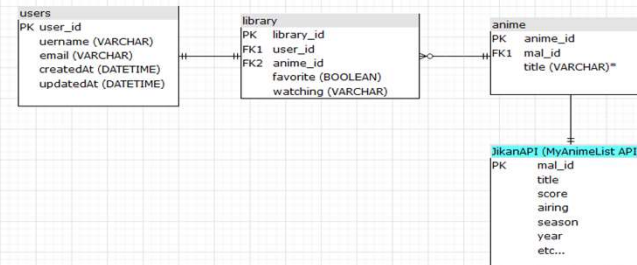 users
PK user_id
uername (VARCHAR)
email (VARCHAR)
createdAt (DATETIME)
updatedAt (DATETIME)
library
PK library_id
FK1 user_id
FK2 anime_id
favorite (BOOLEAN)
watching (VARCHAR)
anime
PK anime_id
FK1 mal_id
title (VARCHAR)*
JikanAPI (MyAnimeList API
PK mal_id
title
score
airing
season
year
etc...